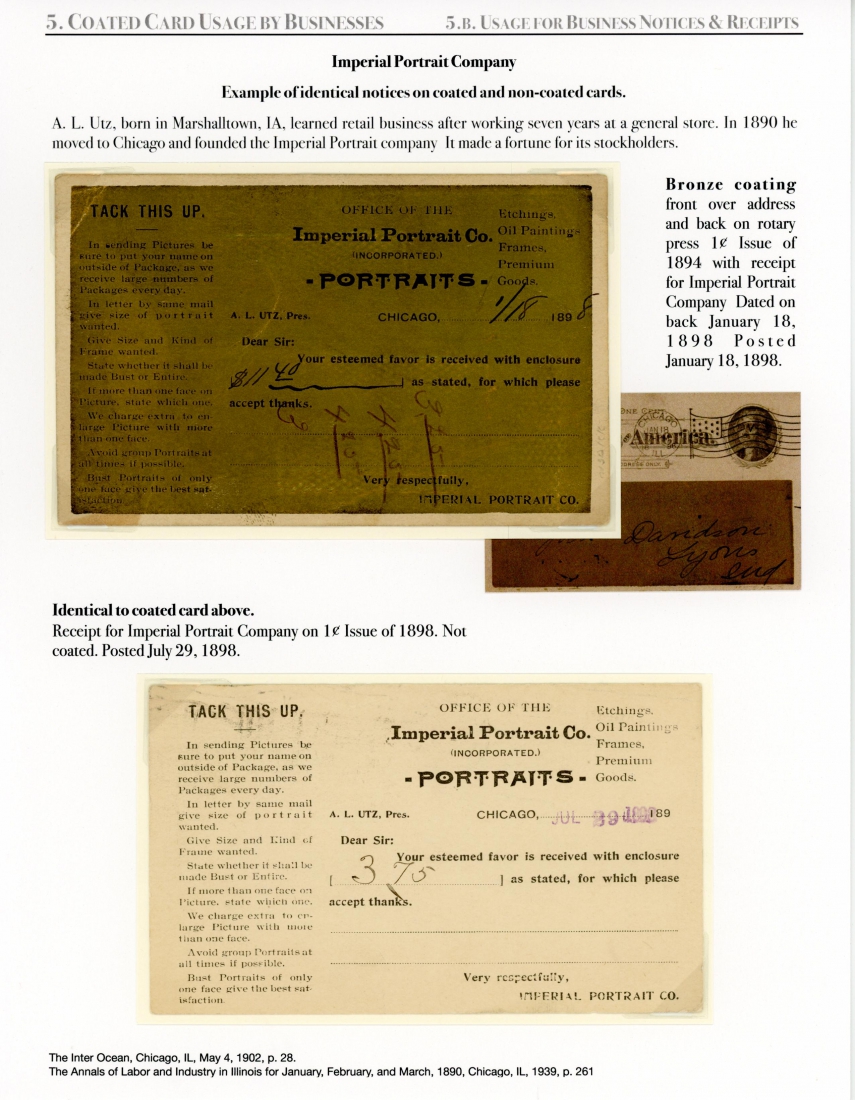 5. COATED CARD USAGE BY BUSINESSES
5.B. USAGE FOR BUSINESS NOTICES & RECEIPTS
Imperial Portrait Company
Example of identical notices on coated and non-coated cards.
A. L. Utz, born in Marshalltown, IA, learned retail business after working seven years at a general store. In 1890 he
moved to Chicago and founded the Imperial Portrait company It made a fortune for its stockholders.
TACK THIS UP.
In sending Pictures be
sure to put your name on
outside of Package, as we
receive large numbers of
Packages every day.
In letter by same mail
give size of portrait
wanted.
Give Size and Kind of
Frame wanted.
State whether it shall be
made Bust or Entire.
If more than one face on
Picture, state which one.
We charge extra to en-
large Picture with more
than one face.
Avoid group Portraits at
all times if possible.
Bust Portraits of only
one face give the best sat-
isfaction.
OFFICE OF THE
Imperial Portrait Co.
(INCORPORATED.)
- PORTRAITS -
Etchings,
Oil Paintings
Frames,
Premium
Goods.
A. L. UTZ, Pres.
CHICAGO, 1/18 1898
Dear Sir:
Your esteemed favor is received with enclosure
$11 40 ] as stated, for which please
accept thanks.
Very respectfully,
IMPERIAL PORTRAIT CO.
Bronze coating
front over address
and back on rotary
press 1¢ Issue of
1894 with receipt
for Imperial Portrait
Company Dated on
back January 18,
1898 Posted
January 18, 1898.
ONE CENT
CHICAGO
JAN 18
ILL
America.
Davidson
Lyons
Ind
Identical to coated card above.
Receipt for Imperial Portrait Company on 1¢ Issue of 1898. Not
coated. Posted July 29, 1898.
TACK THIS UP.
In sending Pictures be
sure to put your name on
outside of Package, as we
receive large numbers of
Packages every day.
In letter by same mail
give size of portrait
wanted.
Give Size and Kind of
Frame wanted.
State whether it shall be
made Bust or Entire.
If more than one face on
Picture, state which one.
We charge extra to en-
large Picture with more
than one face.
Avoid group Portraits at
all times if possible.
Bust Portraits of only
one face give the best sat-
isfaction.
OFFICE OF THE
Imperial Portrait Co.
(INCORPORATED.)
- PORTRAITS -
Etchings,
Oil Paintings
Frames,
Premium
Goods.
A. L. UTZ, Pres.
CHICAGO, JUL 29 1898 189
Dear Sir:
Your esteemed favor is received with enclosure
[ 3 75 ] as stated, for which please
accept thanks.
Very respectfully,
IMPERIAL PORTRAIT CO.
The Inter Ocean, Chicago, IL, May 4, 1902, p. 28.
The Annals of Labor and Industry in Illinois for January, February, and March, 1890, Chicago, IL, 1939, p. 261